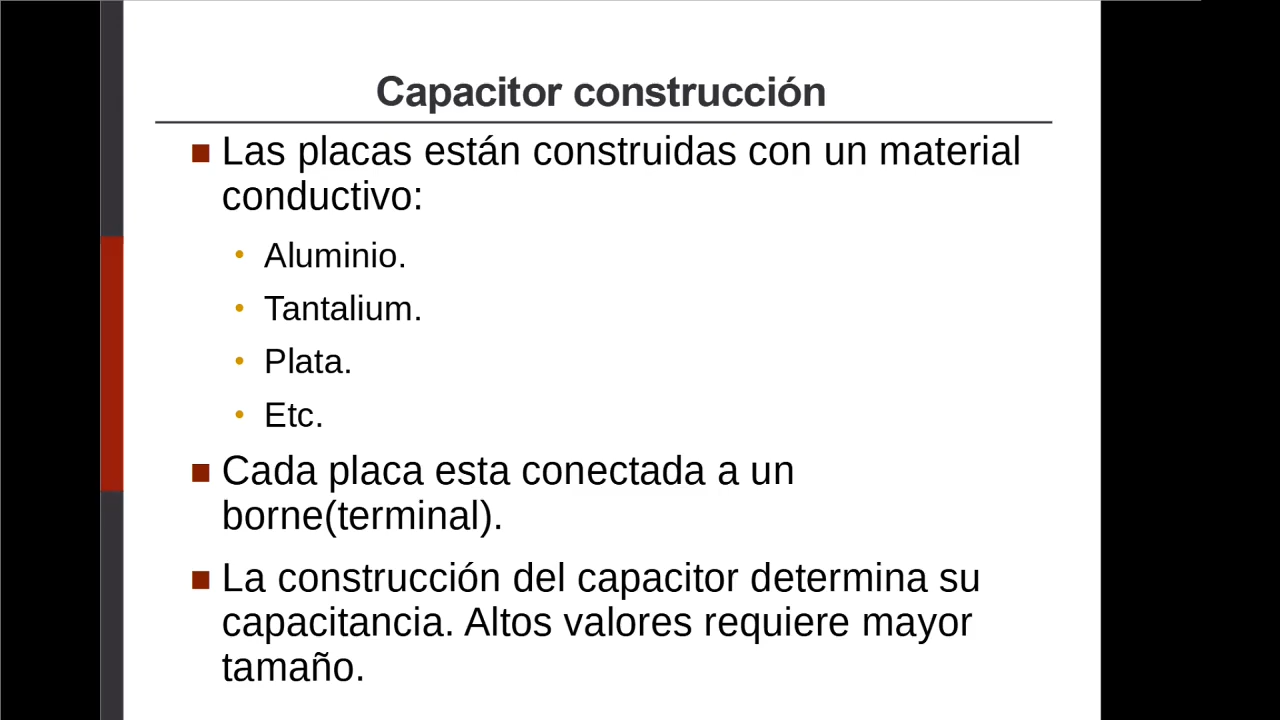 Capacitor construcción
Las placas están construidas con un material
conductivo:
Aluminio.
Tantalium.
Plata.
Etc.
Cada placa esta conectada a un
borne(terminal).
La construcción del capacitor determina su
capacitancia. Altos valores requiere mayor
tamaño.